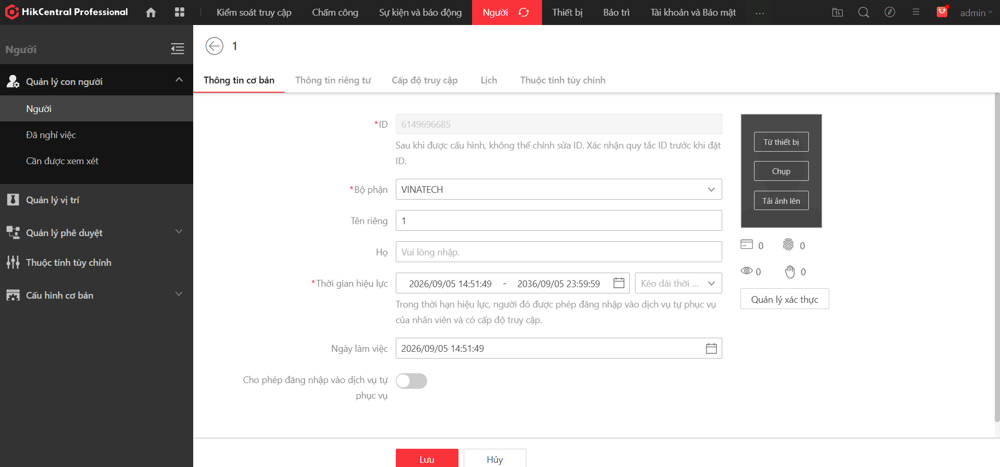 HikCentral Professional
Kiểm soát truy cập
Chấm công
Sự kiện và báo động
Người
Thiết bị
Bảo trì
Tài khoản và Bảo mật
...
admin
Người
Quản lý con người
Người
Đã nghỉ việc
Cần được xem xét
Quản lý vị trí
Quản lý phê duyệt
Thuộc tính tùy chỉnh
Cấu hình cơ bản
1
Thông tin cơ bản
Thông tin riêng tư
Cấp độ truy cập
Lịch
Thuộc tính tùy chỉnh
*ID
6149696685
Sau khi được cấu hình, không thể chỉnh sửa ID. Xác nhận quy tắc ID trước khi đặt
ID.
*Bộ phận
VINATECH
Tên riêng
1
Họ
Vui lòng nhập.
*Thời gian hiệu lực
2026/09/05 14:51:49 - 2036/09/05 23:59:59
Kéo dài thời ...
Trong thời hạn hiệu lực, người đó được phép đăng nhập vào dịch vụ tự phục vụ
của nhân viên và có cấp độ truy cập.
Ngày làm việc
2026/09/05 14:51:49
Cho phép đăng nhập vào dịch vụ tự
phục vụ
Từ thiết bị
Chụp
Tải ảnh lên
0
0
0
0
Quản lý xác thực
Lưu
Hủy